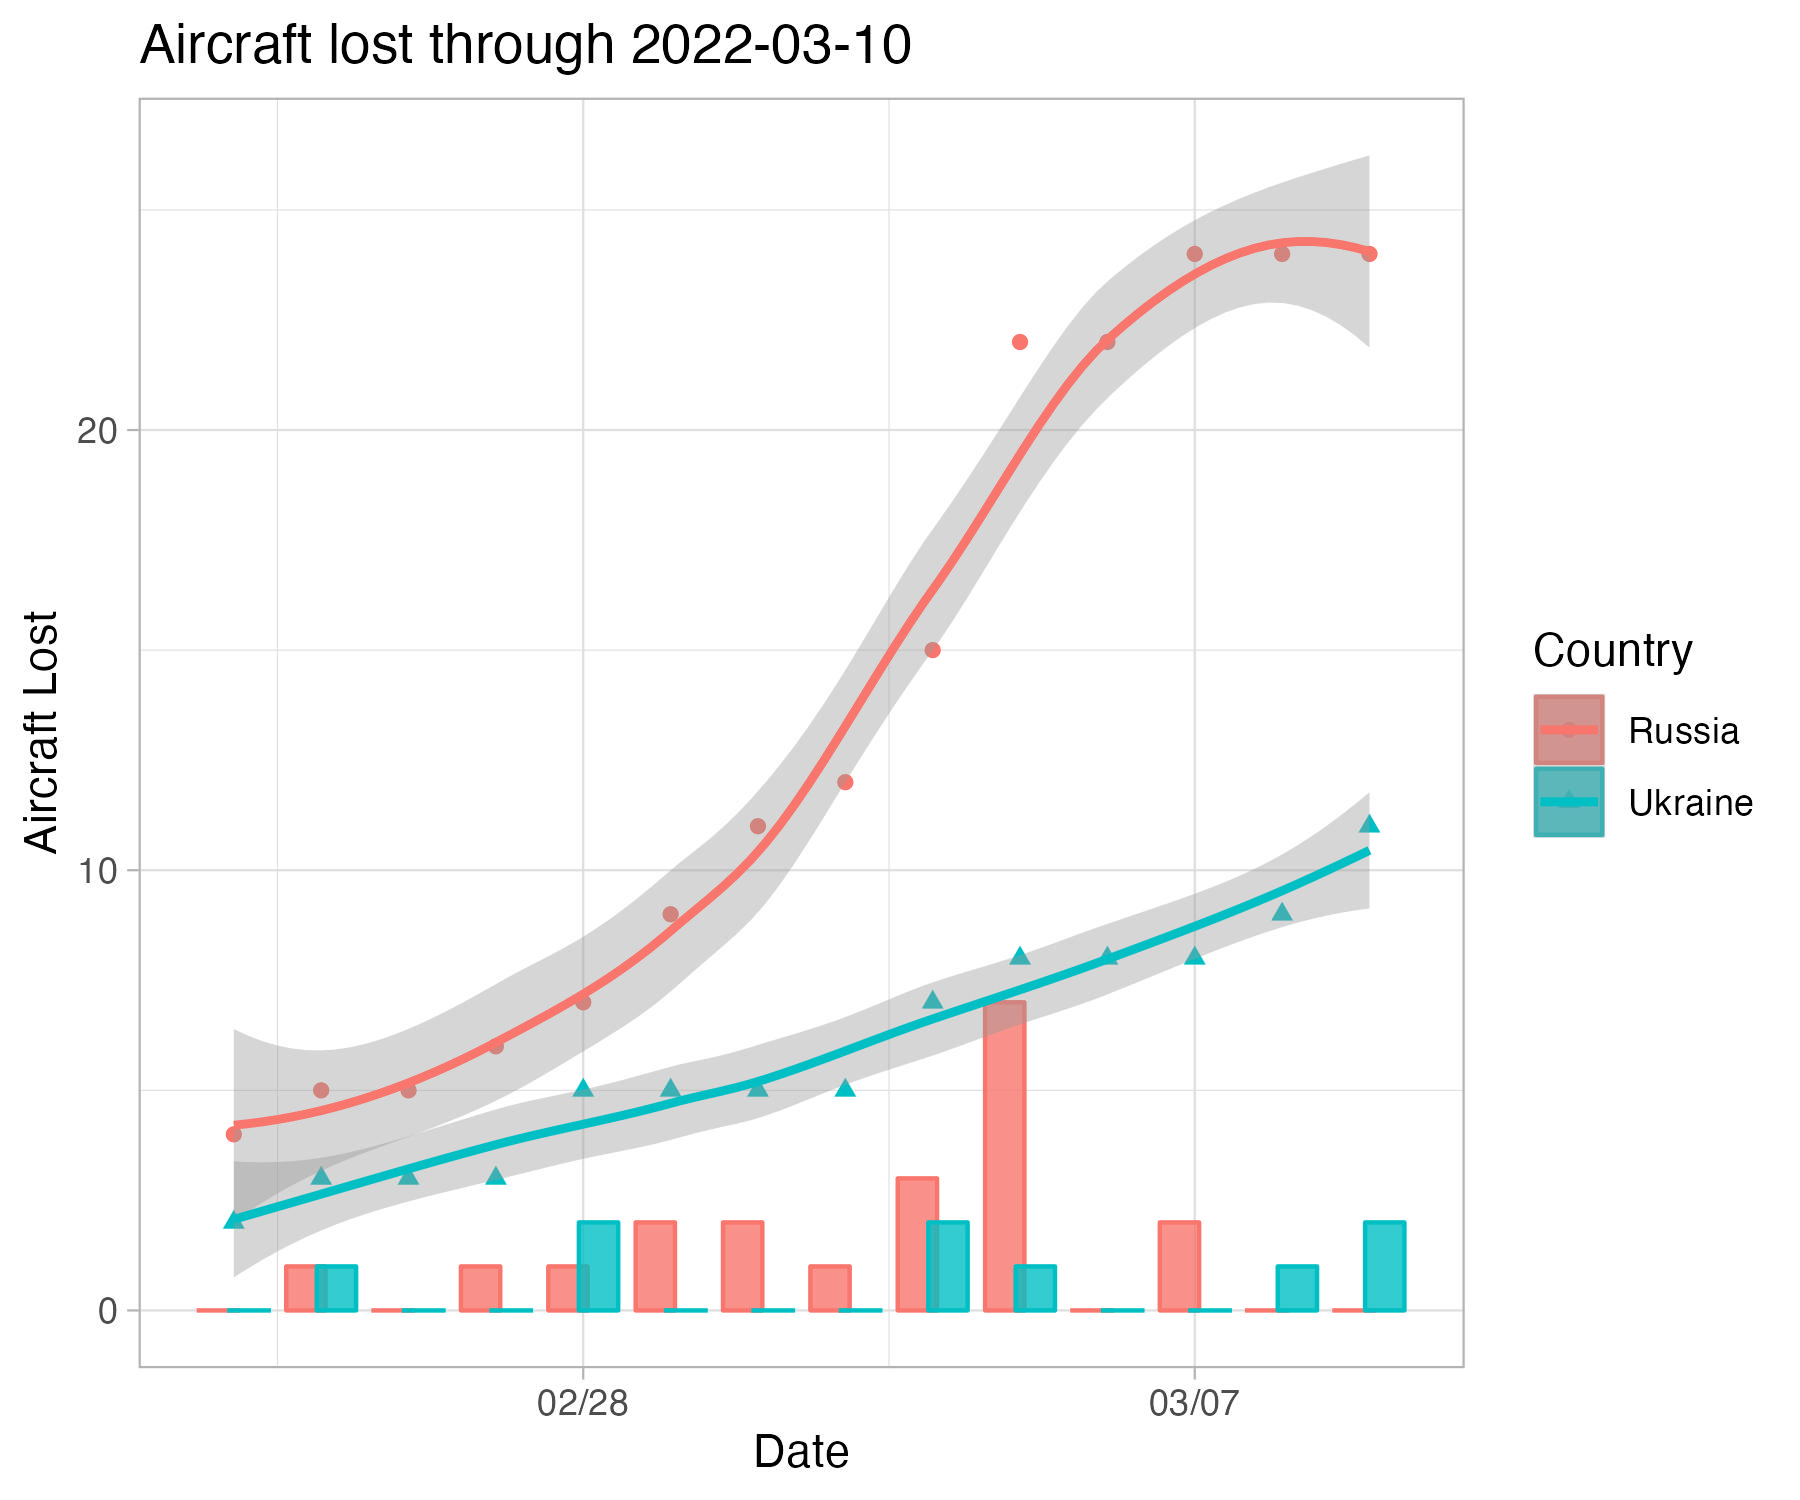 Aircraft lost through 2022-03-10
Aircraft Lost
20
10
0
02/28
03/07
Date
Country
Russia
Ukraine